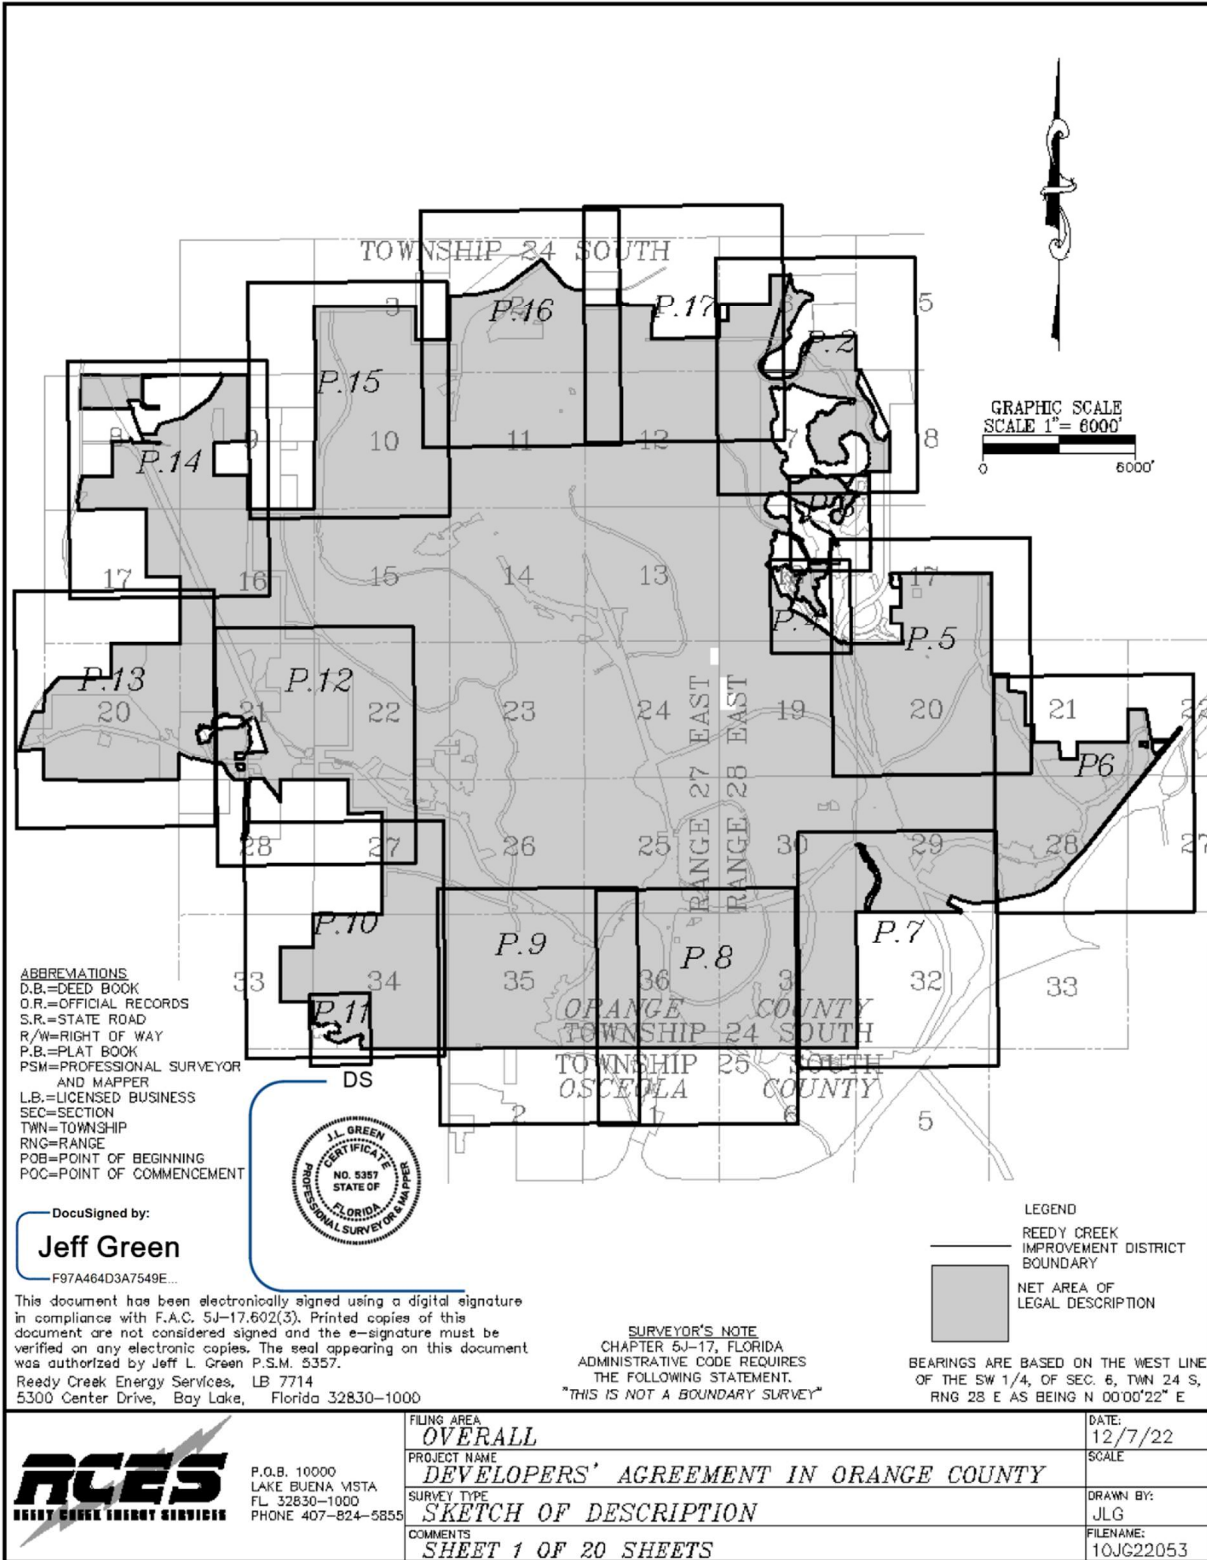 TOWNSHIP 24 SOUTH
P.16
P.17
3
6
5
P.2
P.15
GRAPHIC SCALE
SCALE 1"= 6000'
0
6000'
8
9
10
11
12
7
8
P.14
17
16
15
14
13
17
P.4
P.5
P.13
P.12
20
21
22
23
24
19
20
21
22
RANGE 27 EAST
RANGE 28 EAST
P6
28
27
26
25
30
29
28
27
P.10
P.9
P.8
P.7
33
34
35
36
31
32
33
P.11
ORANGE COUNTY
TOWNSHIP 24 SOUTH
TOWNSHIP 25 SOUTH
OSCEOLA COUNTY
2
1
6
5
ABBREVIATIONS
D.B.=DEED BOOK
O.R.=OFFICIAL RECORDS
S.R.=STATE ROAD
R/W=RIGHT OF WAY
P.B.=PLAT BOOK
PSM=PROFESSIONAL SURVEYOR
AND MAPPER
L.B.=LICENSED BUSINESS
SEC=SECTION
TWN=TOWNSHIP
RNG=RANGE
POB=POINT OF BEGINNING
POC=POINT OF COMMENCEMENT
DS
J.L. GREEN
CERTIFICATE
NO. 5357
STATE OF
FLORIDA
PROFESSIONAL SURVEYOR & MAPPER
DocuSigned by:
Jeff Green
F97A464D3A7549E...
This document has been electronically signed using a digital signature
in compliance with F.A.C. 5J-17.602(3). Printed copies of this
document are not considered signed and the e-signature must be
verified on any electronic copies. The seal appearing on this document
was authorized by Jeff L. Green P.S.M. 5357.
Reedy Creek Energy Services, LB 7714
5300 Center Drive, Bay Lake, Florida 32830-1000
SURVEYOR'S NOTE
CHAPTER 5J-17, FLORIDA
ADMINISTRATIVE CODE REQUIRES
THE FOLLOWING STATEMENT.
"THIS IS NOT A BOUNDARY SURVEY"
LEGEND
REEDY CREEK
IMPROVEMENT DISTRICT
BOUNDARY
NET AREA OF
LEGAL DESCRIPTION
BEARINGS ARE BASED ON THE WEST LINE
OF THE SW 1/4, OF SEC. 6, TWN 24 S,
RNG 28 E AS BEING N 00°00'22" E
RCES
REEDY CREEK ENERGY SERVICES
P.O.B. 10000
LAKE BUENA VISTA
FL 32830-1000
PHONE 407-824-5855
FILING AREA
OVERALL
PROJECT NAME
DEVELOPERS' AGREEMENT IN ORANGE COUNTY
SURVEY TYPE
SKETCH OF DESCRIPTION
COMMENTS
SHEET 1 OF 20 SHEETS
DATE:
12/7/22
SCALE
DRAWN BY:
JLG
FILENAME:
10JG22053